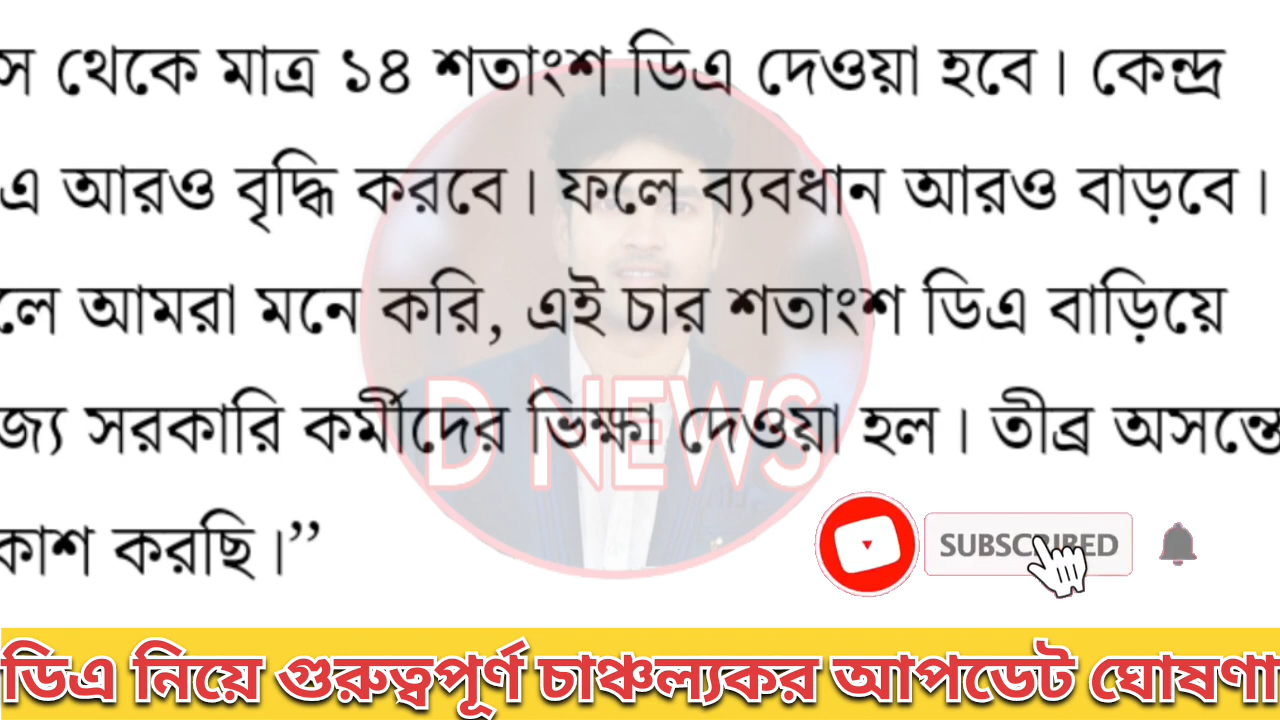 স থেকে মাত্র ১৪ শতাংশ ডিএ দেওয়া হবে। কেন্দ্র
এ আরও বৃদ্ধি করবে। ফলে ব্যবধান আরও বাড়বে।
লে আমরা মনে করি, এই চার শতাংশ ডিএ বাড়িয়ে
জ্য সরকারি কর্মীদের ভিক্ষা দেওয়া হল। তীব্র অসন্তে
কাশ করছি।’’
D NEWS
SUBSCRIBED
ডিএ নিয়ে গুরুত্বপূর্ণ চাঞ্চল্যকর আপডেট ঘোষণা